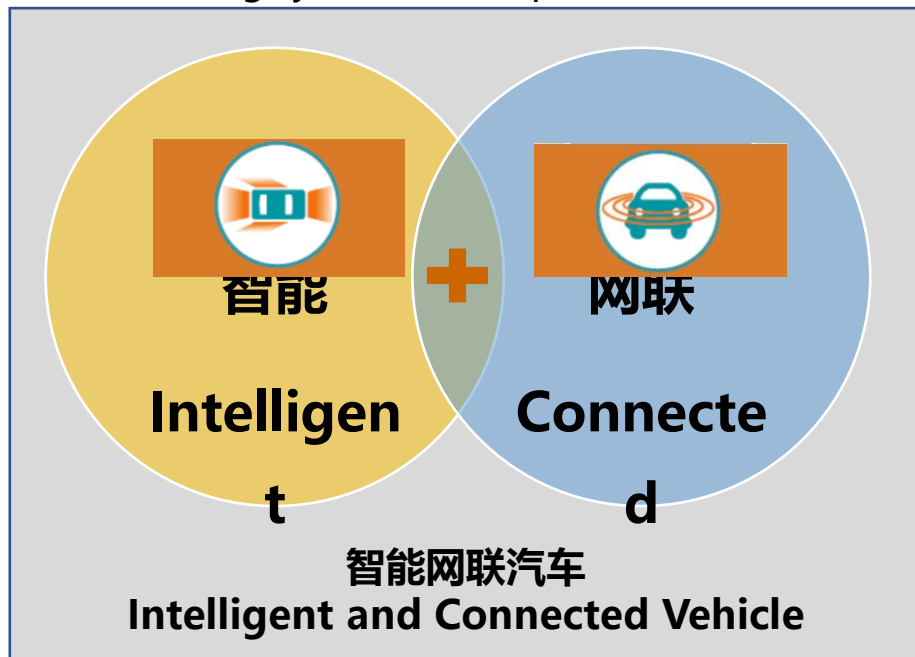 智能
网联
Intelligen
t
Connecte
d
智能网联汽车
Intelligent and Connected Vehicle